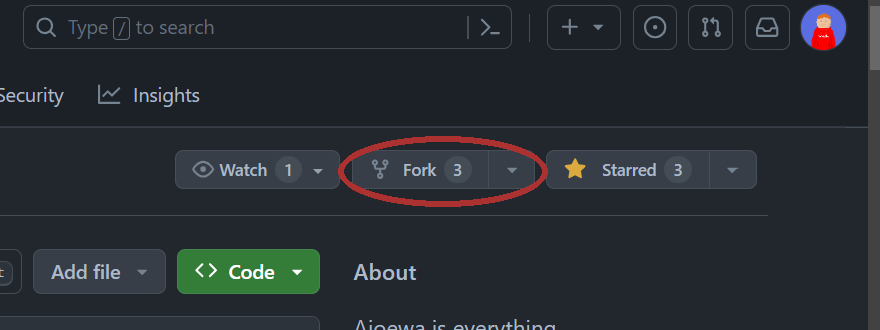 Type / to search
Security Insights
Watch 1 Fork 3 Starred 3
Add file Code About
Ajoewa is everything